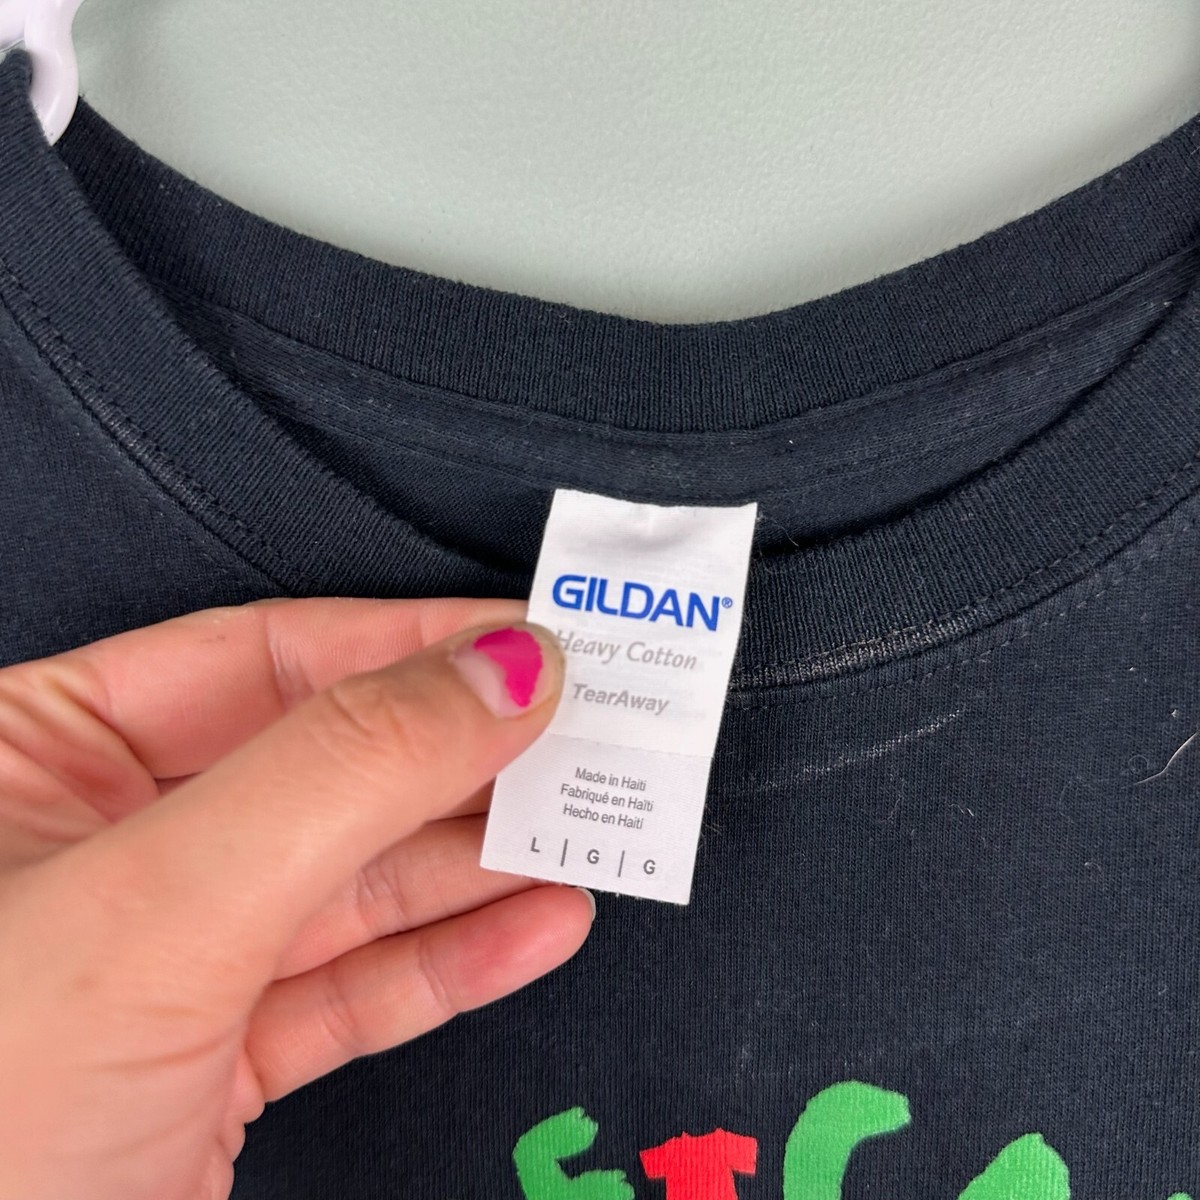 GILDAN®
Heavy Cotton
TearAway
Made in Haiti
Fabriqué en Haïti
Hecho en Haití
L | G | G